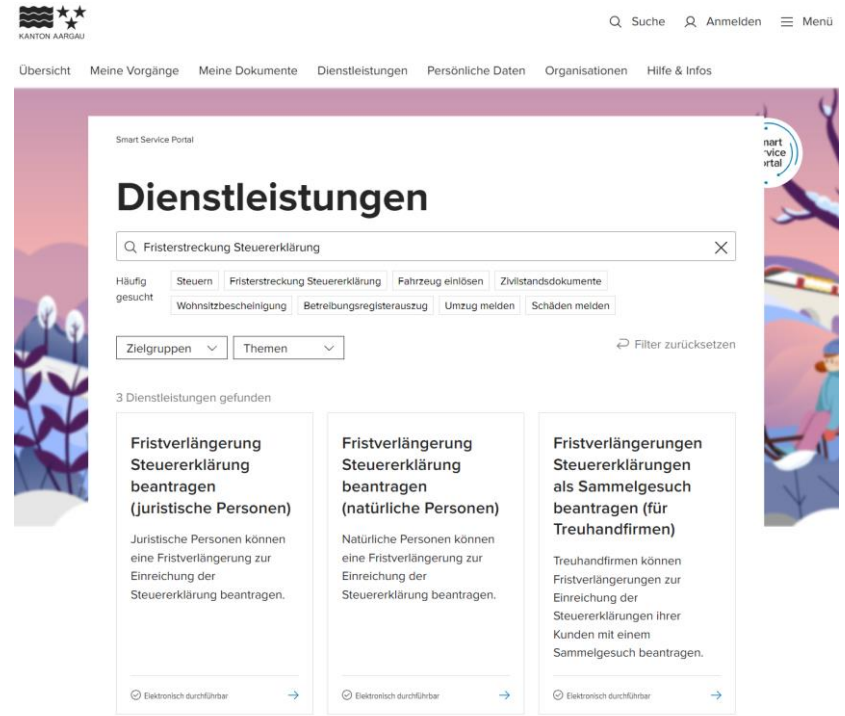 KANTON AARGAU
Suche Anmelden Menü
Übersicht Meine Vorgänge Meine Dokumente Dienstleistungen Persönliche Daten Organisationen Hilfe & Infos
Smart Service Portal
Dienstleistungen
Fristerstreckung Steuererklärung
Häufig gesucht
Steuern Fristerstreckung Steuererklärung Fahrzeug einlösen Zivilstandsdokumente
Wohnsitzbescheinigung Betreibungsregisterauszug Umzug melden Schäden melden
Zielgruppen Themen Filter zurücksetzen
3 Dienstleistungen gefunden
Fristverlängerung
Steuererklärung
beantragen
(juristische Personen)
Juristische Personen können
eine Fristverlängerung zur
Einreichung der
Steuererklärung beantragen.
Elektronisch durchführbar
Fristverlängerung
Steuererklärung
beantragen
(natürliche Personen)
Natürliche Personen können
eine Fristverlängerung zur
Einreichung der
Steuererklärung beantragen.
Elektronisch durchführbar
Fristverlängerungen
Steuererklärungen
als Sammelgesuch
beantragen (für
Treuhandfirmen)
Treuhandfirmen können
Fristverlängerungen zur
Einreichung der
Steuererklärungen ihrer
Kunden mit einem
Sammelgesuch beantragen.
Elektronisch durchführbar